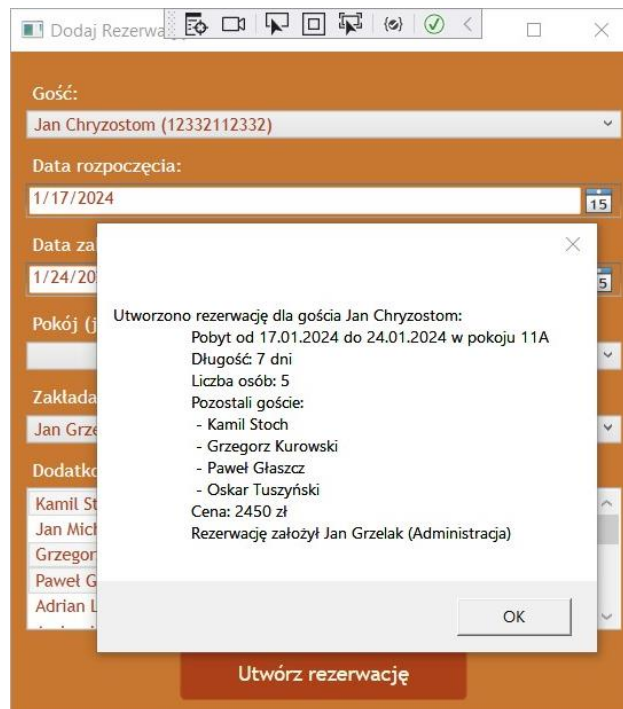 Dodaj Rezerwa
Gość:
Jan Chryzostom (12332112332)
Data rozpoczęcia:
1/17/2024
15
Data za
1/24/20
5
Utworzono rezerwację dla gościa Jan Chryzostom:
Pobyt od 17.01.2024 do 24.01.2024 w pokoju 11A
Długość: 7 dni
Liczba osób: 5
Pozostali goście:
- Kamil Stoch
- Grzegorz Kurowski
- Paweł Głaszcz
- Oskar Tuszyński
Cena: 2450 zł
Rezerwację założył Jan Grzelak (Administracja)
OK
Pokój (j
Zakłada
Jan Grze
Dodatko
Kamil St
Jan Mich
Grzegor
Paweł G
Adrian L
Utwórz rezerwację